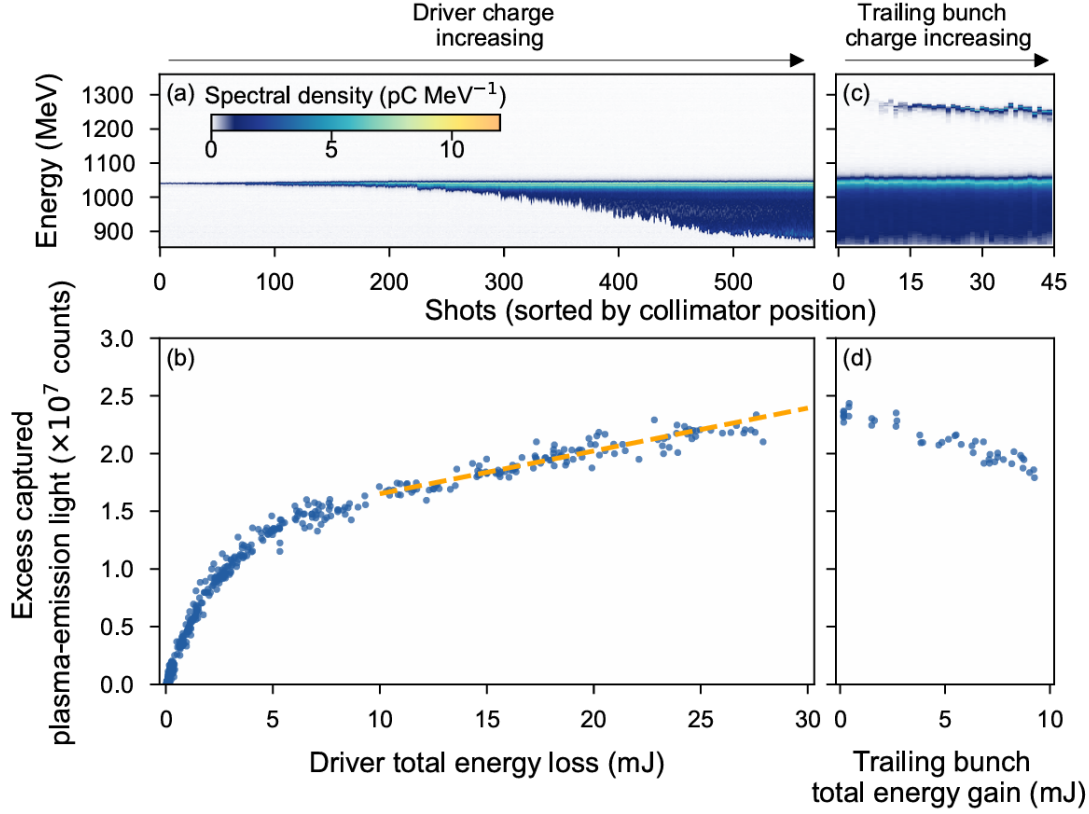 Driver charge
increasing
Trailing bunch
charge increasing
(a)
Spectral density (pC MeV⁻¹)
0 5 10
(c)
Energy (MeV)
1300
1200
1100
1000
900
0 100 200 300 400 500
0 15 30 45
Shots (sorted by collimator position)
(b)
(d)
Excess captured
plasma-emission light (×10⁷ counts)
3.0
2.5
2.0
1.5
1.0
0.5
0.0
0 5 10 15 20 25 30
0 5 10
Driver total energy loss (mJ)
Trailing bunch
total energy gain (mJ)